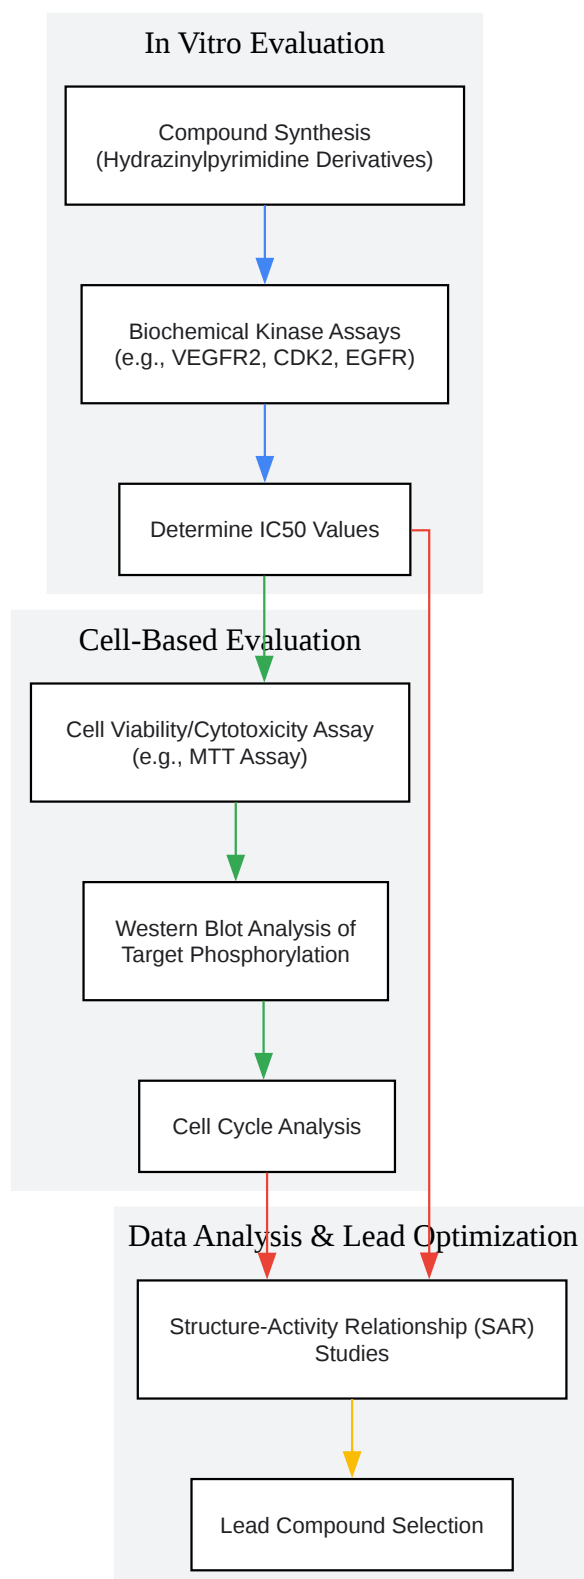 In Vitro Evaluation
Compound Synthesis
(Hydrazinylpyrimidine Derivatives)
Biochemical Kinase Assays
(e.g., VEGFR2, CDK2, EGFR)
Determine IC50 Values
Cell-Based Evaluation
Cell Viability/Cytotoxicity Assay
(e.g., MTT Assay)
Western Blot Analysis of
Target Phosphorylation
Cell Cycle Analysis
Data Analysis & Lead Optimization
Structure-Activity Relationship (SAR)
Studies
Lead Compound Selection